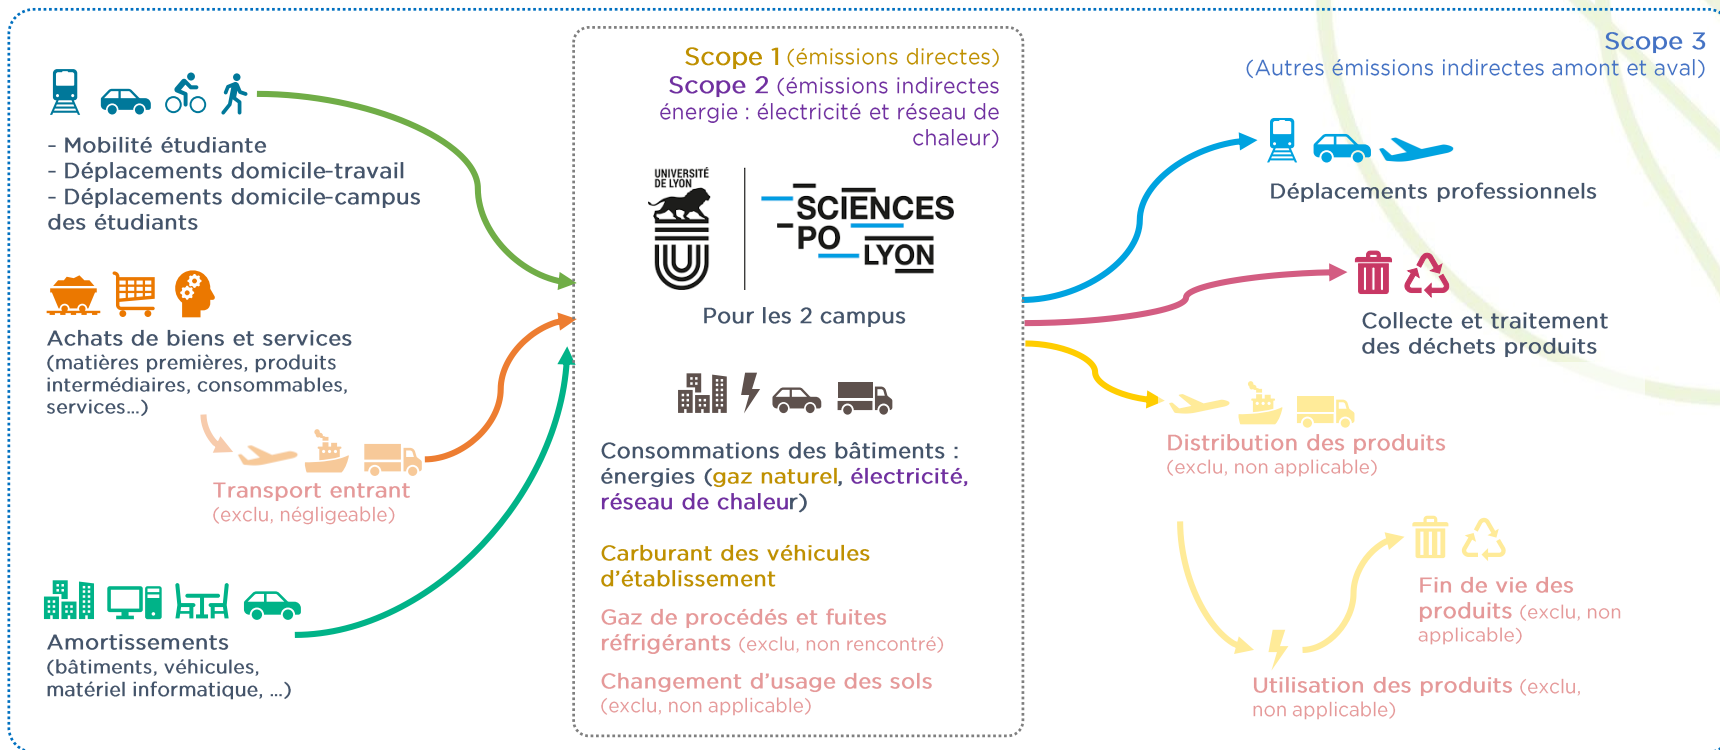 - Mobilité étudiante
- Déplacements domicile-travail
- Déplacements domicile-campus
des étudiants
Achats de biens et services
(matières premières, produits
intermédiaires, consommables,
services...)
Transport entrant
(exclu, négligeable)
Amortissements
(bâtiments, véhicules,
matériel informatique, ...)
Scope 1 (émissions directes)
Scope 2 (émissions indirectes
énergie : électricité et réseau de
chaleur)
UNIVERSITÉ
DE LYON
SCIENCES
PO
LYON
Pour les 2 campus
Consommations des bâtiments :
énergies (gaz naturel, électricité,
réseau de chaleur)
Carburant des véhicules
d'établissement
Gaz de procédés et fuites
réfrigérants (exclu, non rencontré)
Changement d'usage des sols
(exclu, non applicable)
Scope 3
(Autres émissions indirectes amont et aval)
Déplacements professionnels
Collecte et traitement
des déchets produits
Distribution des produits
(exclu, non applicable)
Fin de vie des
produits (exclu, non
applicable)
Utilisation des produits (exclu,
non applicable)